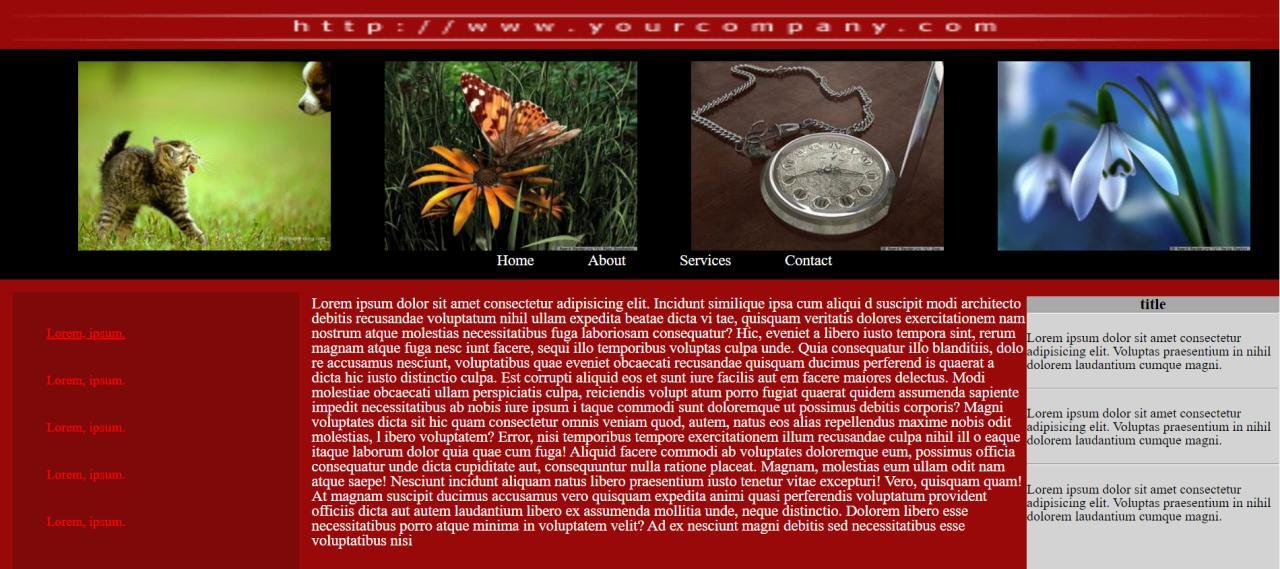 http://www.yourcompany.com
Home About Services Contact
Lorem, ipsum.
Lorem, ipsum.
Lorem, ipsum.
Lorem, ipsum.
Lorem, ipsum.
Lorem ipsum dolor sit amet consectetur adipisicing elit. Incidunt similique ipsa cum aliqui d suscipit modi architecto
debitis recusandae voluptatum nihil ullam expedita beatae dicta vi tae, quisquam veritatis dolores exercitationem nam
nostrum atque molestias necessitatibus fuga laboriosam consequatur? Hic, eveniet a libero iusto tempora sint, rerum
magnam atque fuga nesc iunt facere, sequi illo temporibus voluptas culpa unde. Quia consequatur illo blanditiis, dolo
re accusamus nesciunt, voluptatibus quae eveniet obcaecati recusandae quisquam ducimus perferend is quaerat a
dicta hic iusto distinctio culpa. Est corrupti aliquid eos et sunt iure facilis aut em facere maiores delectus. Modi
molestiae obcaecati ullam perspiciatis culpa, reiciendis volupt atum porro fugiat quaerat quidem assumenda sapiente
impedit necessitatibus ab nobis iure ipsum i taque commodi sunt doloremque ut possimus debitis corporis? Magni
voluptates dicta sit hic quam consectetur omnis veniam quod, autem, natus eos alias repellendus maxime nobis odit
molestias, l ibero voluptatem? Error, nisi temporibus tempore exercitationem illum recusandae culpa nihil ill o eaque
itaque laborum dolor quia quae cum fuga! Aliquid facere commodi ab voluptates doloremque eum, possimus officia
consequatur unde dicta cupiditate aut, consequuntur nulla ratione placeat. Magnam, molestias eum ullam odit nam
atque saepe! Nesciunt incidunt aliquam natus libero praesentium iusto tenetur vitae excepturi! Vero, quisquam quam!
At magnam suscipit ducimus accusamus vero quisquam expedita animi quasi perferendis voluptatum provident
officiis dicta aut autem laudantium libero ex assumenda mollitia unde, neque distinctio. Dolorem libero esse
necessitatibus porro atque minima in voluptatem velit? Ad ex nesciunt magni debitis sed necessitatibus esse
voluptatibus nisi
title
Lorem ipsum dolor sit amet consectetur
adipisicing elit. Voluptas praesentium in nihil
dolorem laudantium cumque magni.
Lorem ipsum dolor sit amet consectetur
adipisicing elit. Voluptas praesentium in nihil
dolorem laudantium cumque magni.
Lorem ipsum dolor sit amet consectetur
adipisicing elit. Voluptas praesentium in nihil
dolorem laudantium cumque magni.